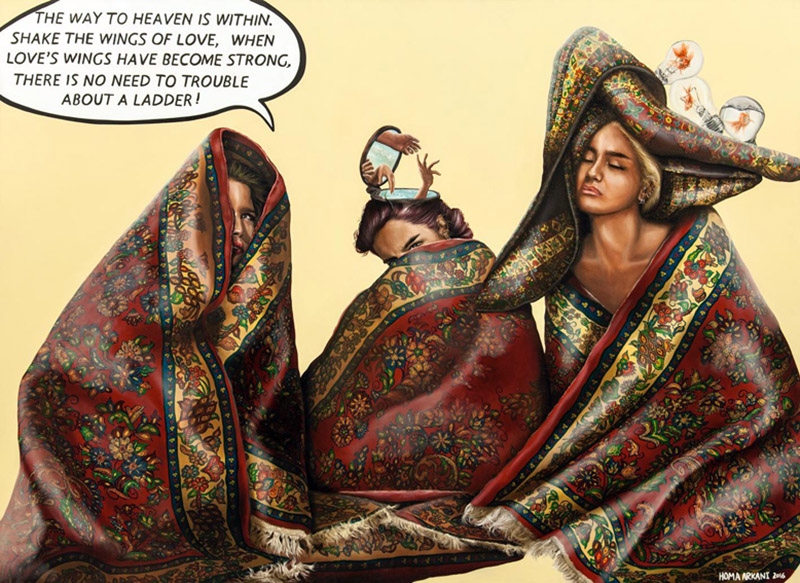 THE WAY TO HEAVEN IS WITHIN.
SHAKE THE WINGS OF LOVE, WHEN
LOVE'S WINGS HAVE BECOME STRONG,
THERE IS NO NEED TO TROUBLE
ABOUT A LADDER!
HOMA ARKANI 2016